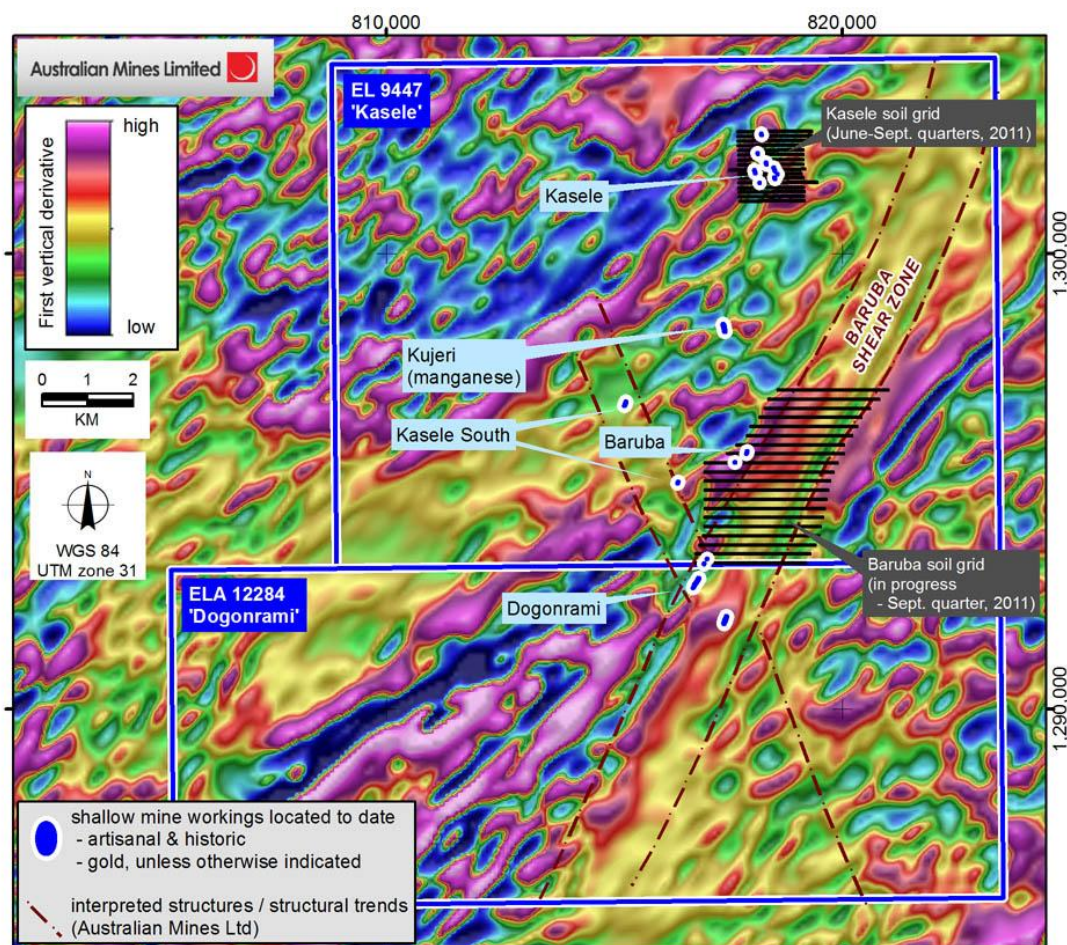 810,000
820,000
Australian Mines Limited
First vertical derivative
high
low
0 1 2
KM
N
WGS 84
UTM zone 31
EL 9447
'Kasele'
Kasele soil grid
(June-Sept. quarters, 2011)
Kasele
1,300,000
BARUBA
SHEAR ZONE
Kujeri
(manganese)
Kasele South
Baruba
Baruba soil grid
(in progress
- Sept. quarter, 2011)
ELA 12284
'Dogonrami'
Dogonrami
1,290,000
shallow mine workings located to date
- artisanal & historic
- gold, unless otherwise indicated
interpreted structures / structural trends
(Australian Mines Ltd)